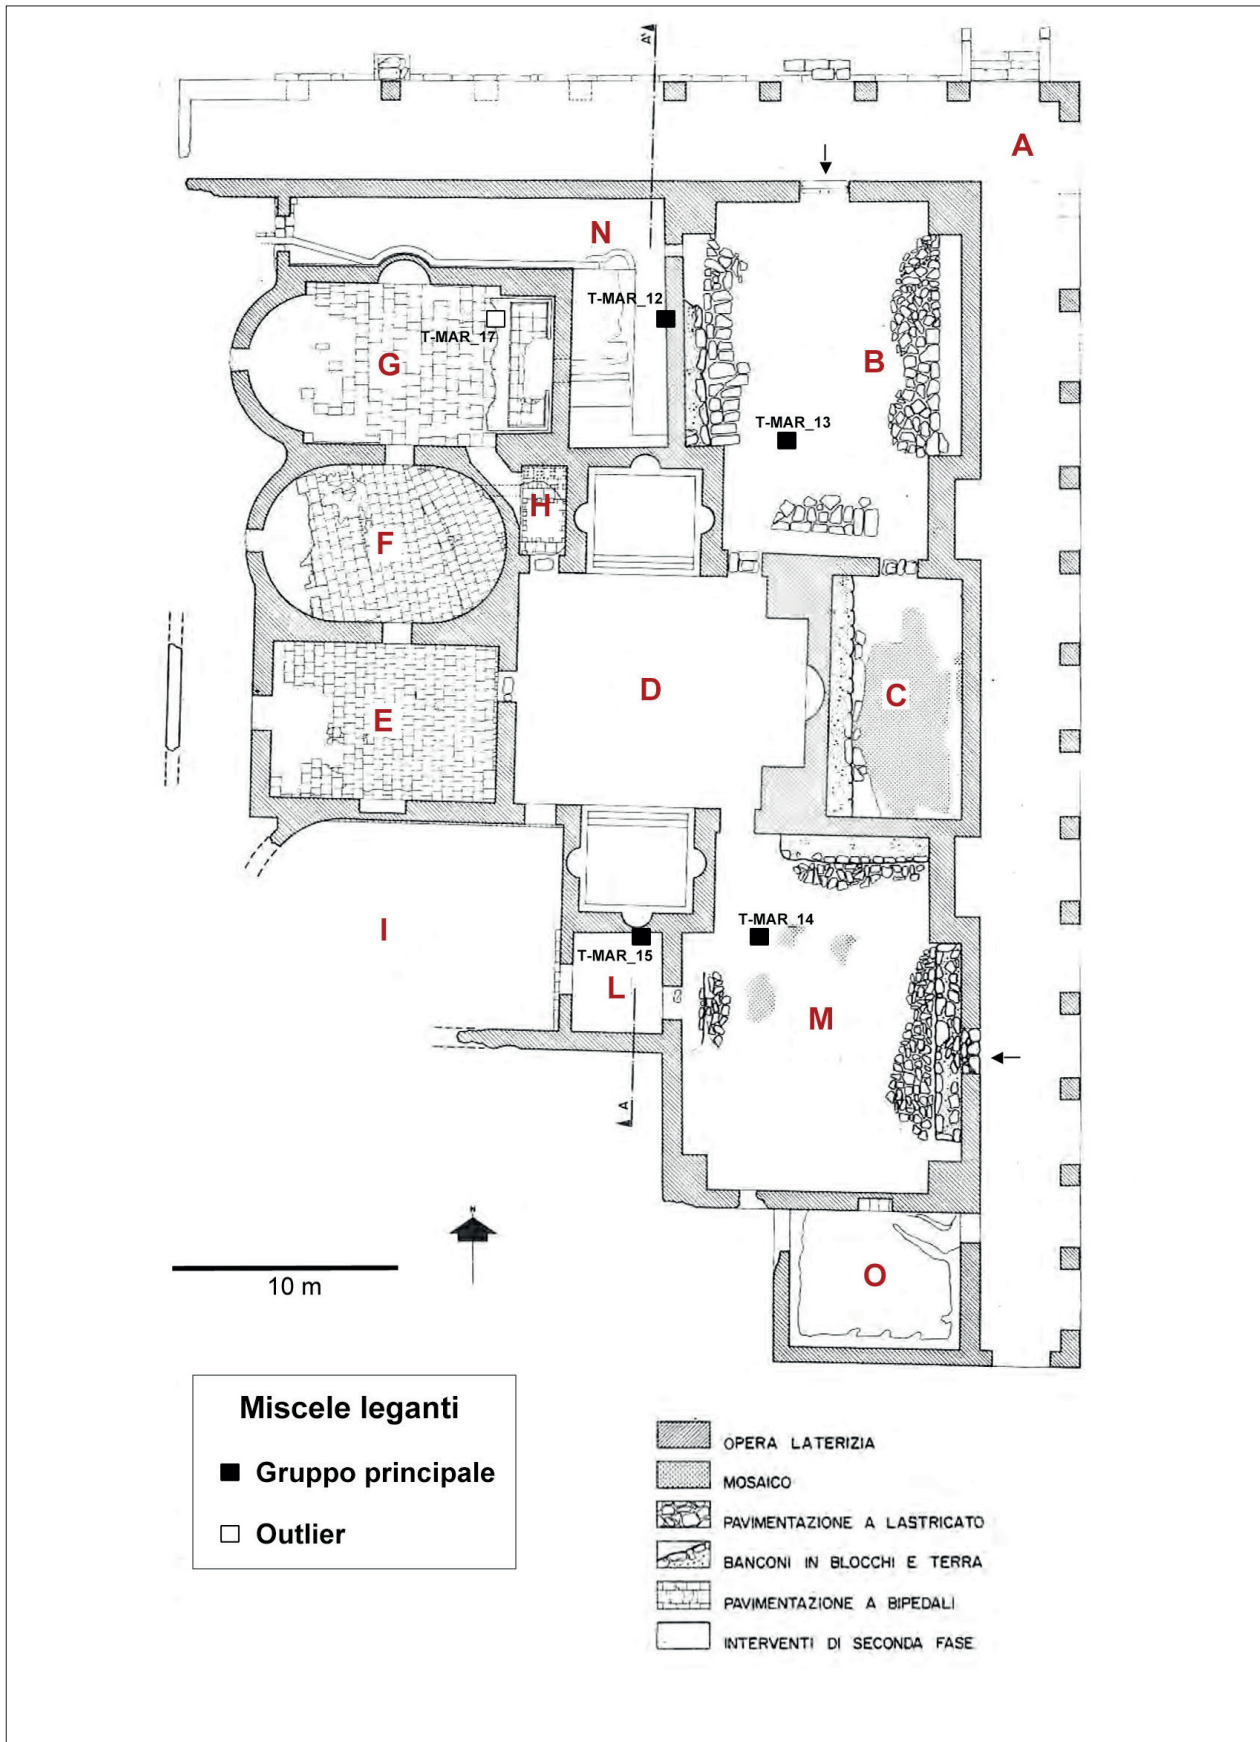 A'
A
N
T-MAR_12
T-MAR_17
G
B
T-MAR_13
H
F
D
C
E
I
T-MAR_14
T-MAR_15
L
M
A
N
10 m
O
Miscele leganti
Gruppo principale
Outlier
OPERA LATERIZIA
MOSAICO
PAVIMENTAZIONE A LASTRICATO
BANCONI IN BLOCCHI E TERRA
PAVIMENTAZIONE A BIPEDALI
INTERVENTI DI SECONDA FASE